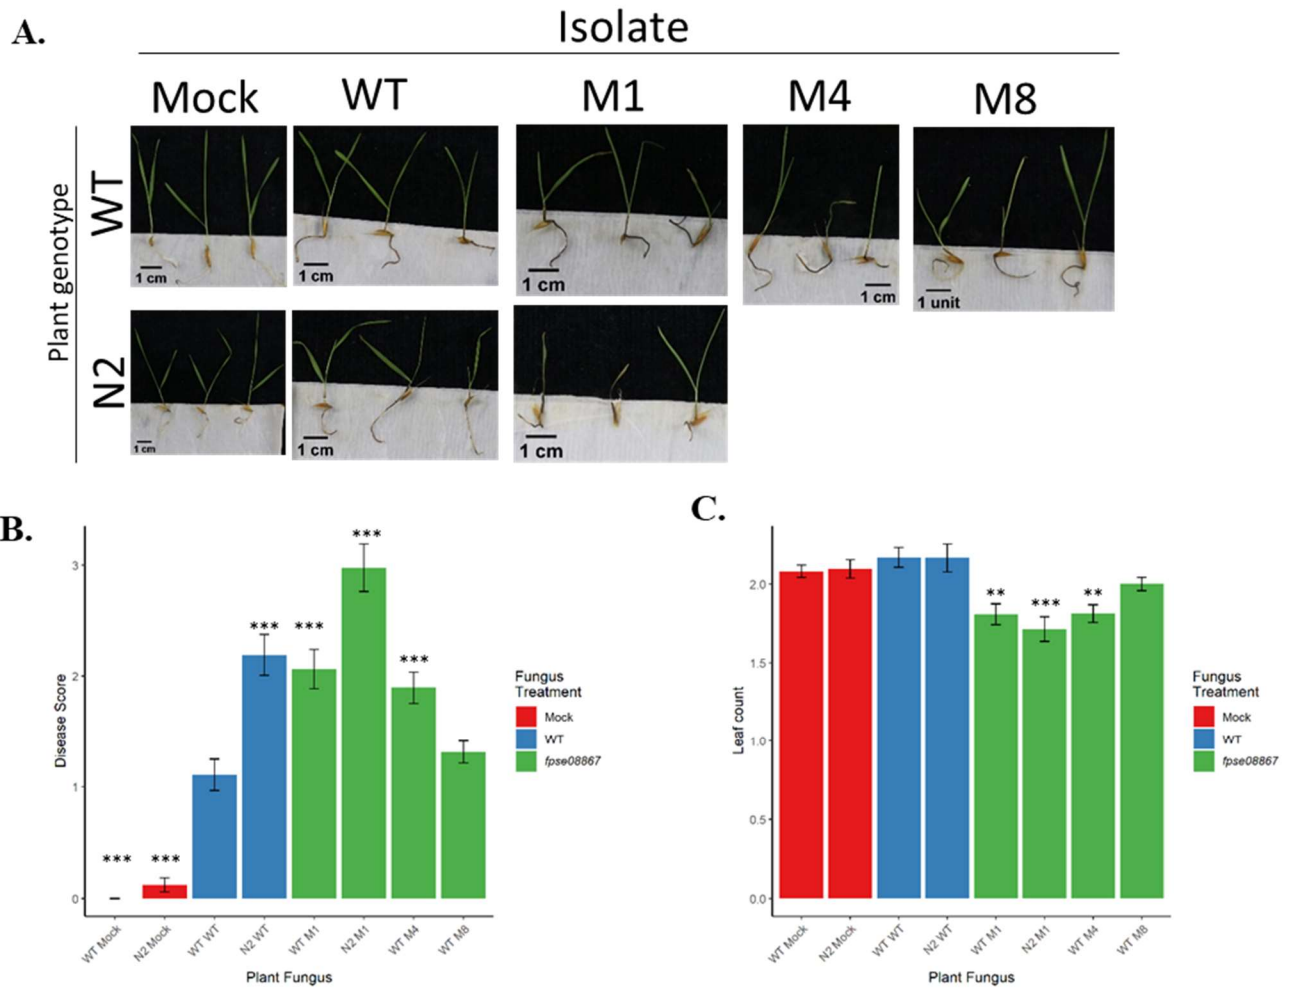 A.
Isolate
Mock WT M1 M4 M8
Plant genotype
WT
1 cm 1 cm 1 cm 1 cm 1 unit
N2
1 cm 1 cm 1 cm
B.
Disease Score
3
2
1
0
*** *** *** *** *** ***
WT Mock N2 Mock WT WT N2 WT WT M1 N2 M1 WT M4 WT M8
Plant Fungus
Fungus
Treatment
Mock
WT
fpse08867
C.
Leaf count
2.0
1.5
1.0
0.5
0.0
** *** **
WT Mock N2 Mock WT WT N2 WT WT M1 N2 M1 WT M4 WT M8
Plant Fungus
Fungus
Treatment
Mock
WT
fpse08867